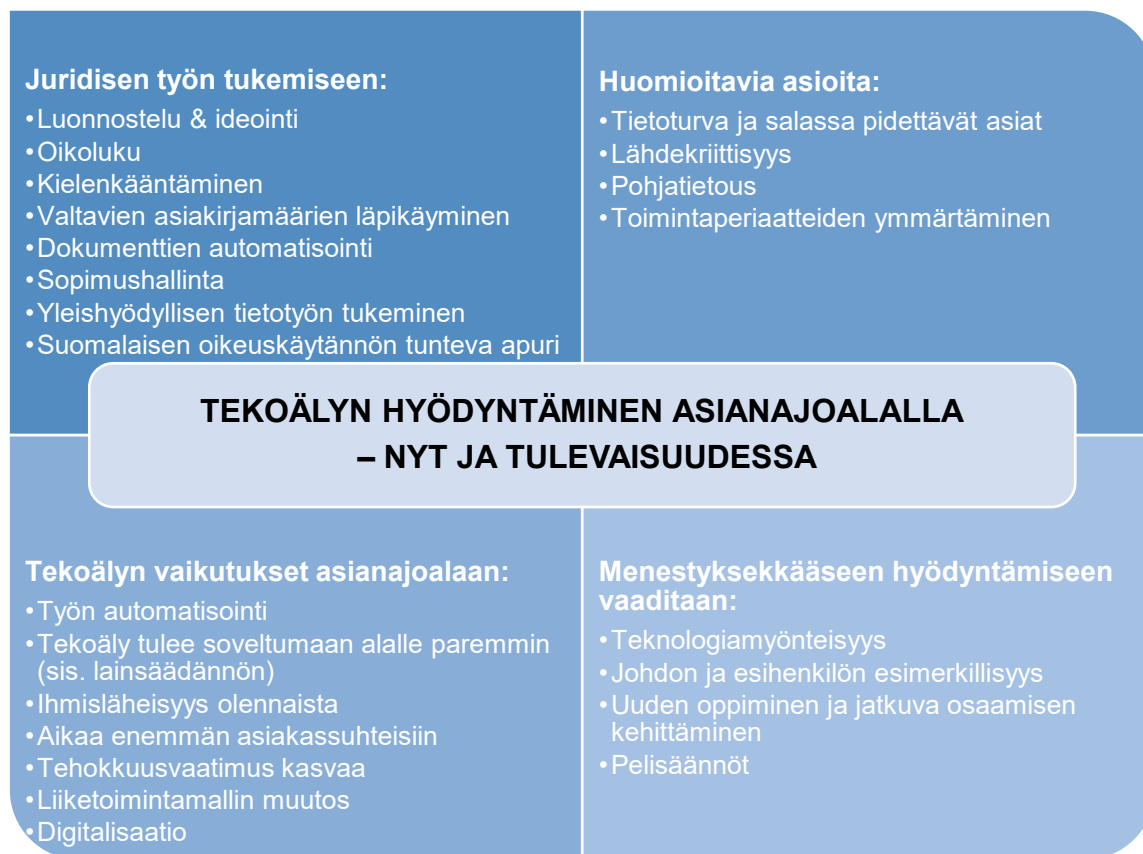 Juridisen työn tukemiseen:
•Luonnostelu & ideointi
•Oikoluku
•Kielenkääntäminen
•Valtavien asiakirjamäärien läpikäyminen
•Dokumenttien automatisointi
•Sopimushallinta
•Yleishyödyllisen tietotyön tukeminen
•Suomalaisen oikeuskäytännön tunteva apuri
Huomioitavia asioita:
•Tietoturva ja salassa pidettävät asiat
•Lähdekriittisyys
•Pohjatietous
•Toimintaperiaatteiden ymmärtäminen
TEKOÄLYN HYÖDYNTÄMINEN ASIANAJOALALLA
– NYT JA TULEVAISUUDESSA
Tekoälyn vaikutukset asianajoalaan:
•Työn automatisointi
•Tekoäly tulee soveltumaan alalle paremmin
(sis. lainsäädännön)
•Ihmisläheisyys olennaista
•Aikaa enemmän asiakassuhteisiin
•Tehokkuusvaatimus kasvaa
•Liiketoimintamallin muutos
•Digitalisaatio
Menestyksekkääseen hyödyntämiseen
vaaditaan:
•Teknologiamyönteisyys
•Johdon ja esihenkilön esimerkillisyys
•Uuden oppiminen ja jatkuva osaamisen
kehittäminen
•Pelisäännöt